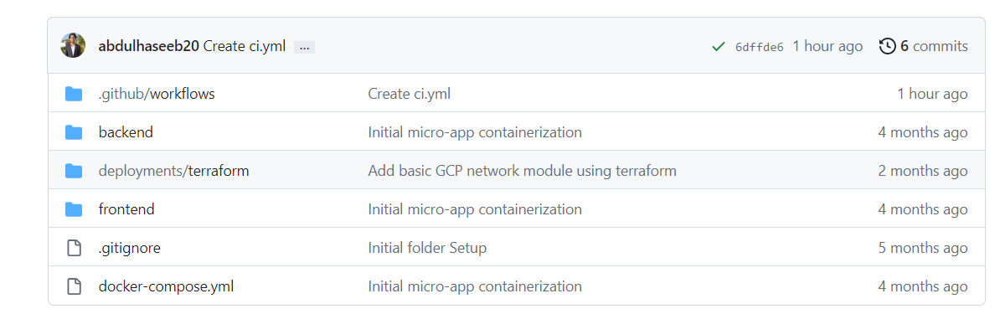 abdulhaseeb20 Create ci.yml ... 6dffde6 1 hour ago 6 commits
.github/workflows Create ci.yml 1 hour ago
backend Initial micro-app containerization 4 months ago
deployments/terraform Add basic GCP network module using terraform 2 months ago
frontend Initial micro-app containerization 4 months ago
.gitignore Initial folder Setup 5 months ago
docker-compose.yml Initial micro-app containerization 4 months ago